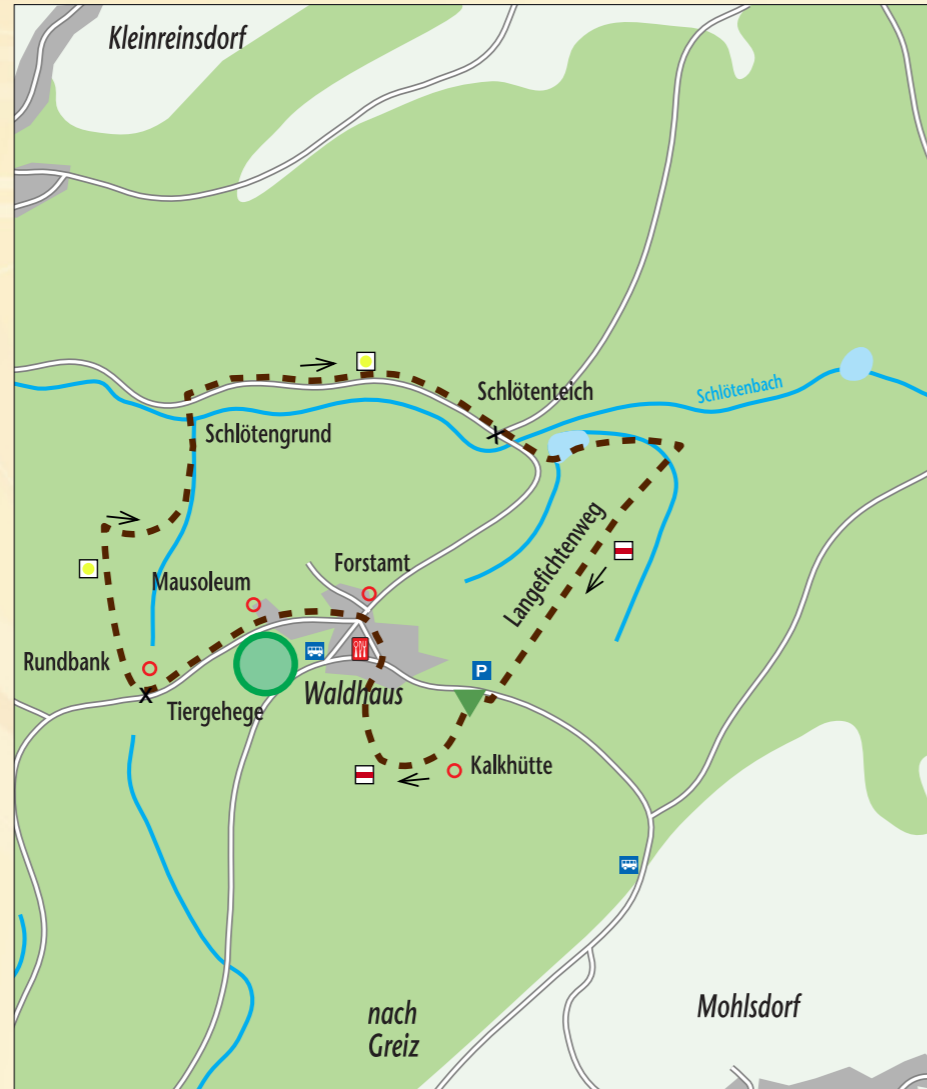 Kleinreinsdorf
Schlötenteich
Schlötenbach
Schlötengrund
Langefichtenweg
Forstamt
Mausoleum
Rundbank
P
Waldhaus
Tiergehege
Kalkhütte
nach
Greiz
Mohlsdorf
X
X